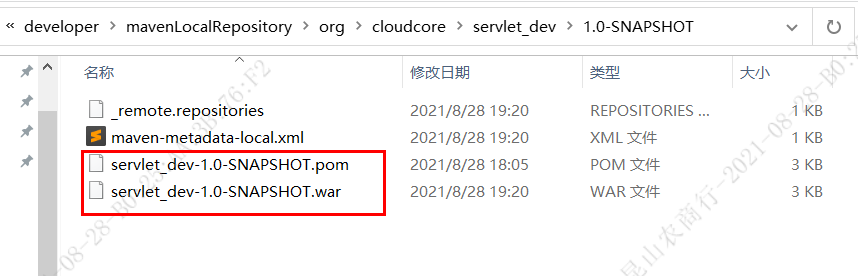 « developer > mavenLocalRepository > org > cloudcore > servlet_dev > 1.0-SNAPSHOT
名称 修改日期 类型 大小
_remote.repositories 2021/8/28 19:20 REPOSITORIES ... 1 KB
maven-metadata-local.xml 2021/8/28 19:20 XML 文件 1 KB
servlet_dev-1.0-SNAPSHOT.pom 2021/8/28 18:05 POM 文件 3 KB
servlet_dev-1.0-SNAPSHOT.war 2021/8/28 19:20 WAR 文件 3 KB
昆山农商行-2021-08-28-B0:2